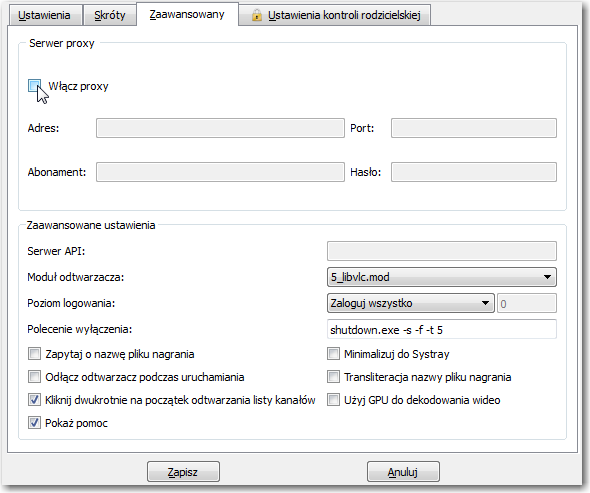 Ustawienia Skróty Zaawansowany Ustawienia kontroli rodzicielskiej
Serwer proxy
Włącz proxy
Adres: Port:
Abonament: Hasło:
Zaawansowane ustawienia
Serwer API:
Moduł odtwarzacza: 5_libvlc.mod
Poziom logowania: Zaloguj wszystko 0
Polecenie wyłączenia: shutdown.exe -s -f -t 5
Zapytaj o nazwę pliku nagrania Minimalizuj do Systray
Odłącz odtwarzacz podczas uruchamiania Transliteracja nazwy pliku nagrania
Kliknij dwukrotnie na początek odtwarzania listy kanałów Użyj GPU do dekodowania wideo
Pokaż pomoc
Zapisz Anuluj